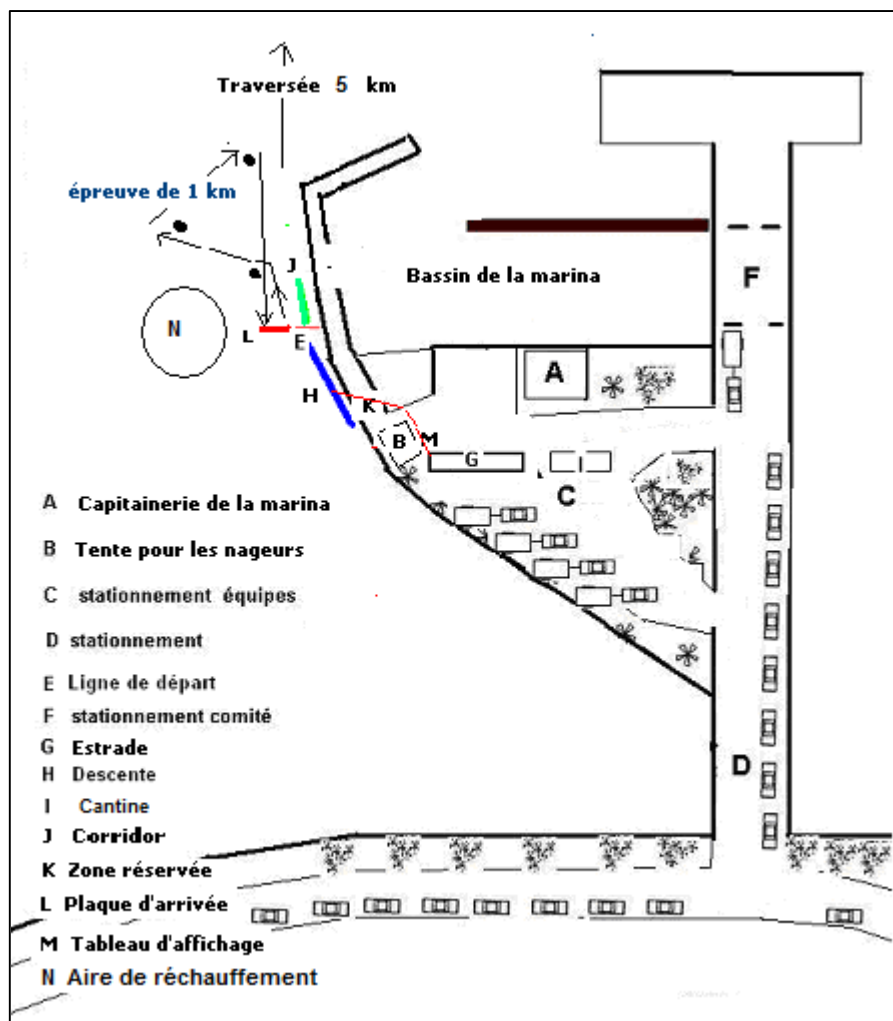 Traversée 5 km
épreuve de 1 km
J
Bassin de la marina
F
N
L
E
A
H
K
B
M
G
I
C
D
A Capitainerie de la marina
B Tente pour les nageurs
C stationnement équipes
D stationnement
E Ligne de départ
F stationnement comité
G Estrade
H Descente
I Cantine
J Corridor
K Zone réservée
L Plaque d'arrivée
M Tableau d'affichage
N Aire de réchauffement